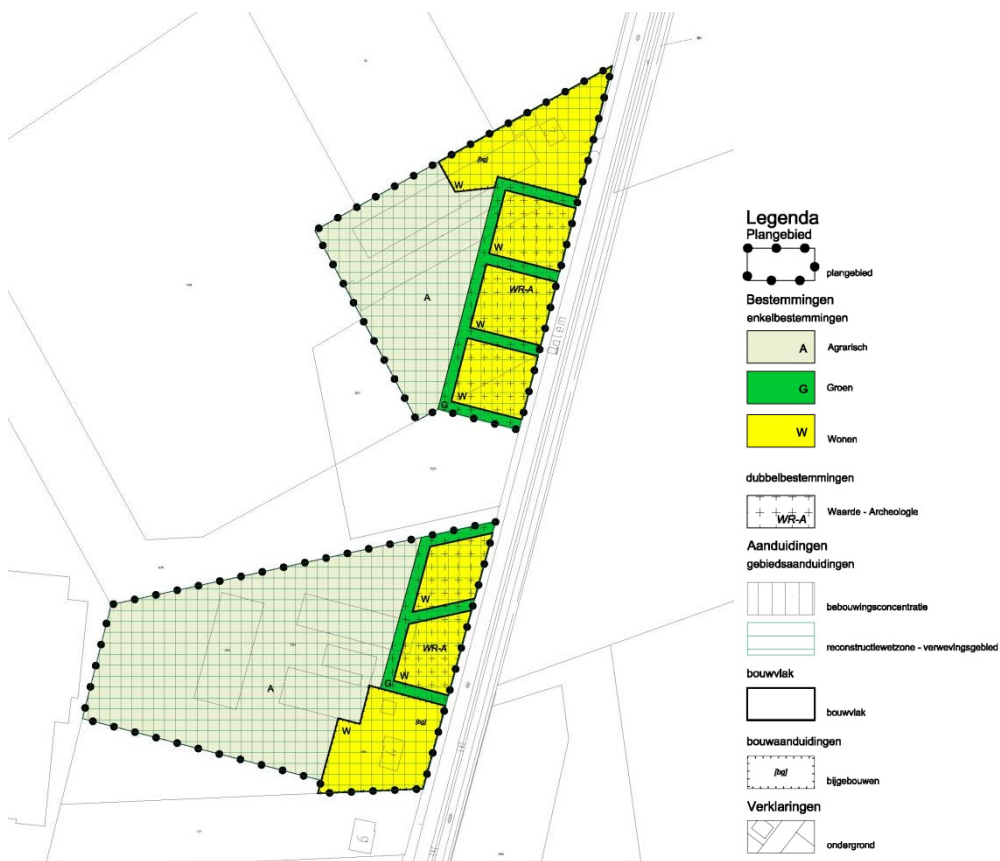 [bg]
W
W
WR-A
A
W
W
G
Dalem
W
WR-A
W
G
A
W
[bg]
6
Legenda
Plangebied
plangebied
Bestemmingen
enkelbestemmingen
A Agrarisch
G Groen
W Wonen
dubbelbestemmingen
WR-A Waarde - Archeologie
Aanduidingen
gebiedsaanduidingen
bebouwingsconcentratie
reconstructiewetzone - verwevingsgebied
bouwvlak
bouwvlak
bouwaanduidingen
[bg] bijgebouwen
Verklaringen
ondergrond